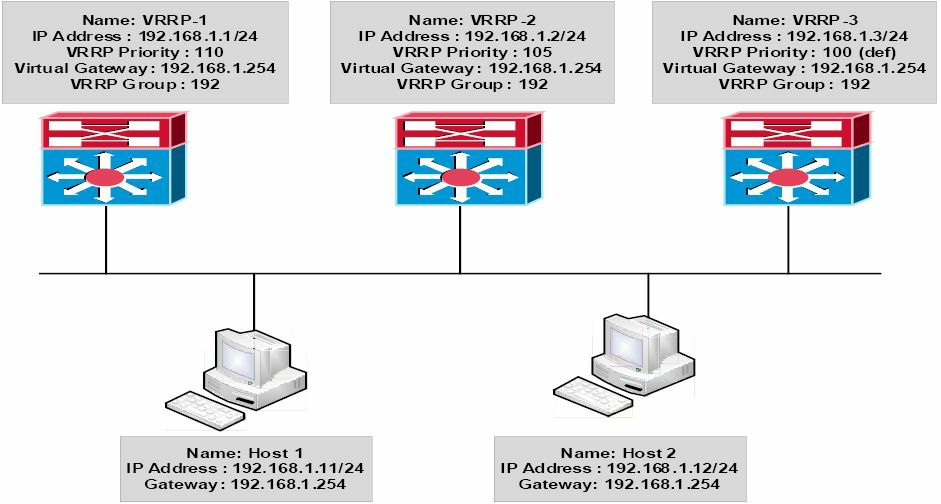 Name: VRRP-1
IP Address : 192.168.1.1/24
VRRP Priority : 110
Virtual Gateway : 192.168.1.254
VRRP Group : 192
Name: VRRP-2
IP Address : 192.168.1.2/24
VRRP Priority : 105
Virtual Gateway : 192.168.1.254
VRRP Group : 192
Name: VRRP-3
IP Address : 192.168.1.3/24
VRRP Priority : 100 (def)
Virtual Gateway : 192.168.1.254
VRRP Group : 192
Name: Host 1
IP Address : 192.168.1.11/24
Gateway : 192.168.1.254
Name: Host 2
IP Address : 192.168.1.12/24
Gateway: 192.168.1.254